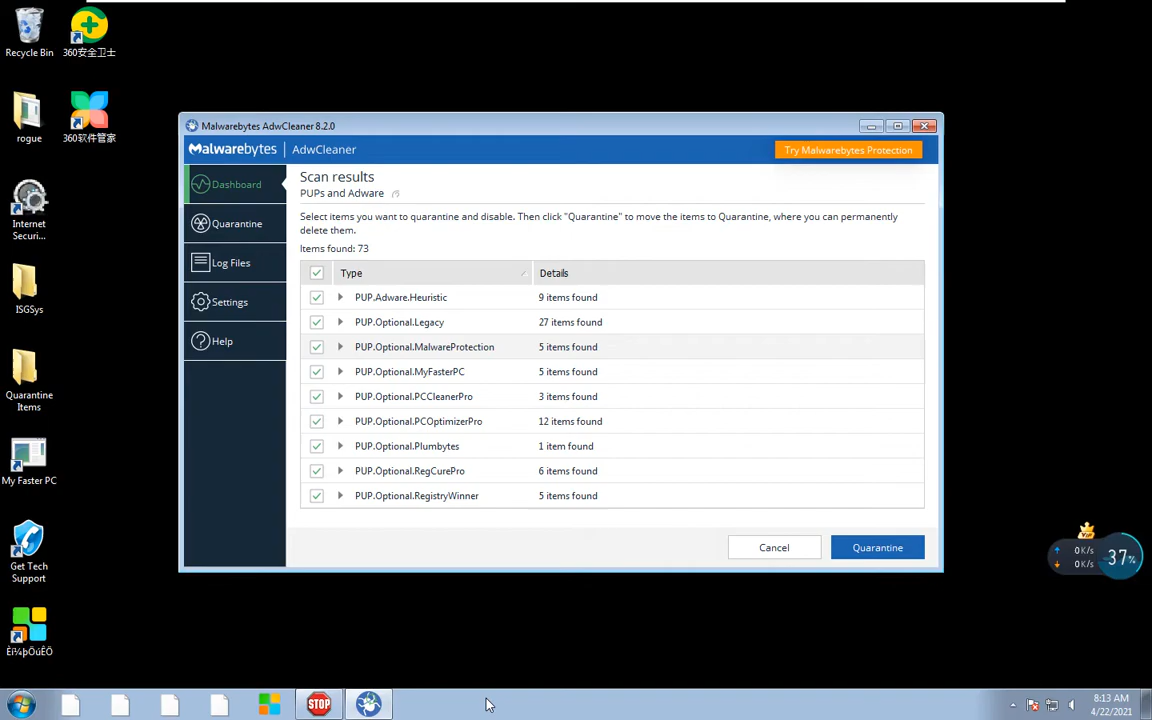 Recycle Bin
360安全卫士
rogue
360软件管家
Internet
Securi...
ISGSys
Quarantine
Items
My Faster PC
Get Tech
Support
Èí¼þÖúÊÖ
Malwarebytes AdwCleaner 8.2.0
Malwarebytes | AdwCleaner
Try Malwarebytes Protection
Dashboard
Quarantine
Log Files
Settings
Help
Scan results
PUPs and Adware
Select items you want to quarantine and disable. Then click "Quarantine" to move the items to Quarantine, where you can permanently
delete them.
Items found: 73
Type Details
PUP.Adware.Heuristic 9 items found
PUP.Optional.Legacy 27 items found
PUP.Optional.MalwareProtection 5 items found
PUP.Optional.MyFasterPC 5 items found
PUP.Optional.PCCleanerPro 3 items found
PUP.Optional.PCOptimizerPro 12 items found
PUP.Optional.Plumbytes 1 item found
PUP.Optional.RegCurePro 6 items found
PUP.Optional.RegistryWinner 5 items found
Cancel Quarantine
VIP
0K/s
0K/s
37%
STOP
8:13 AM
4/22/2021